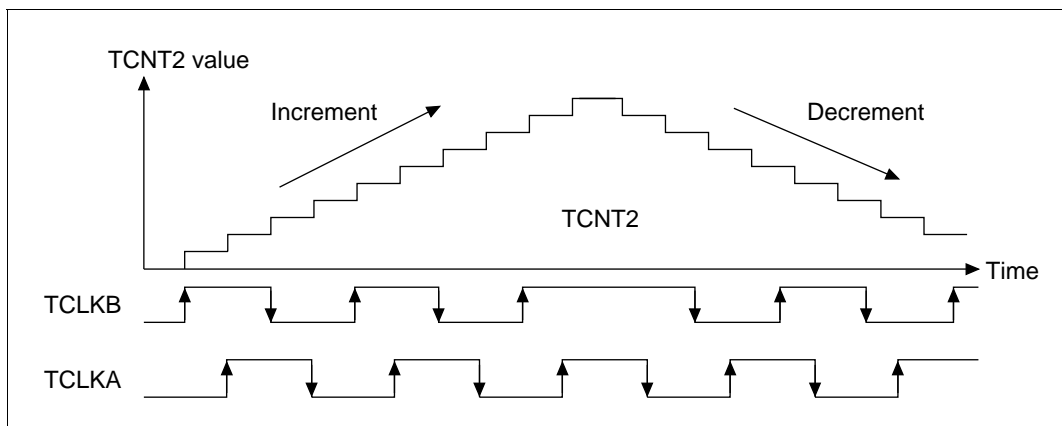 TCNT2 value
Increment
Decrement
TCNT2
Time
TCLKB
TCLKA